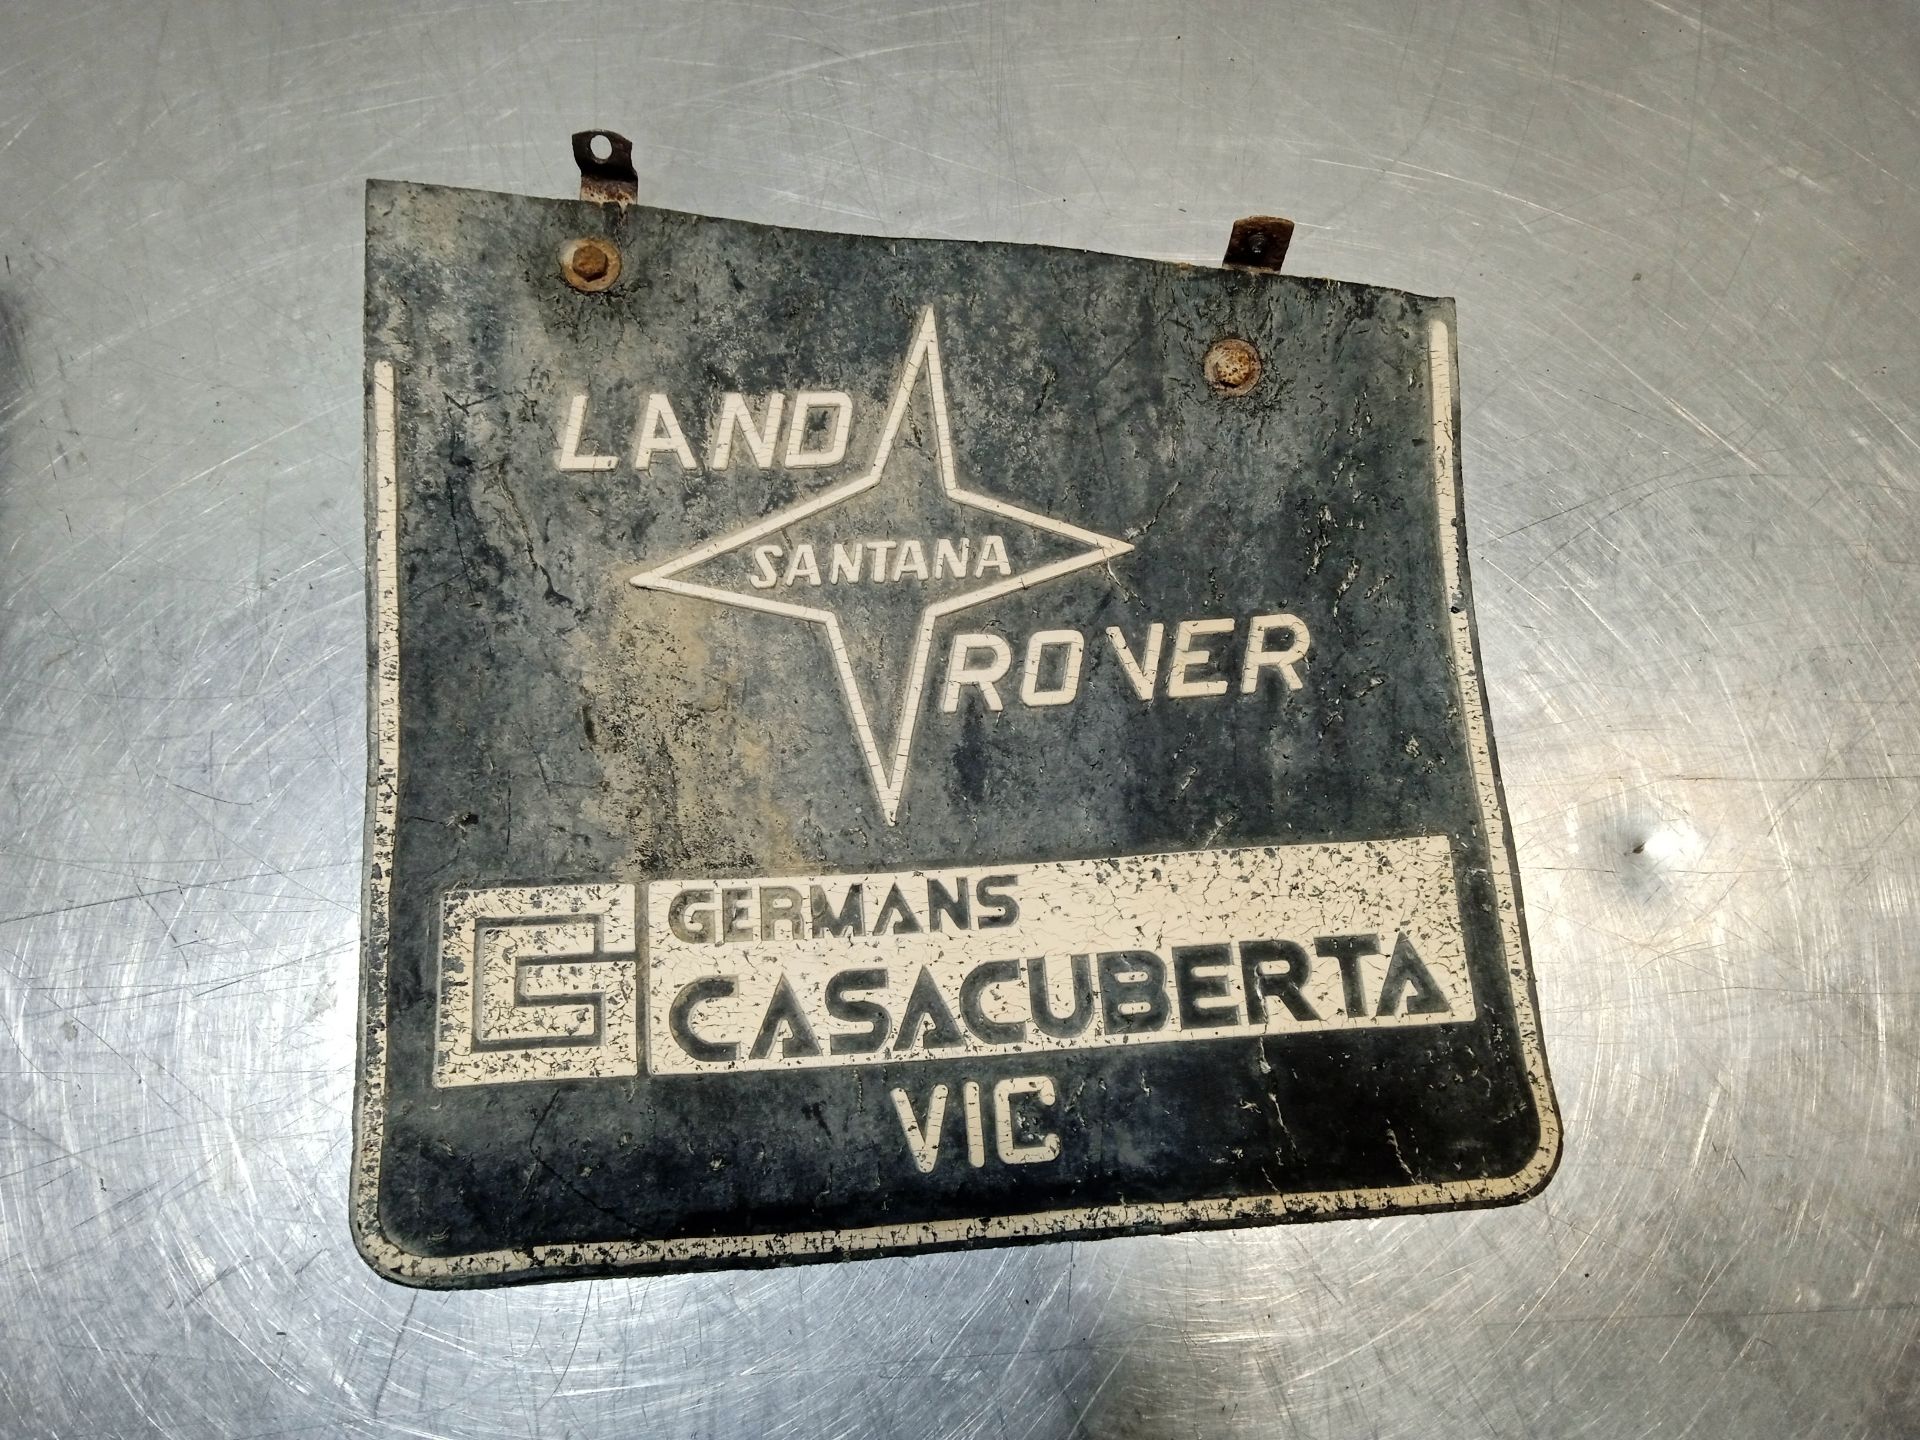 LAND
SANTANA
ROVER
GERMANS
CASACUBERTA
VIC